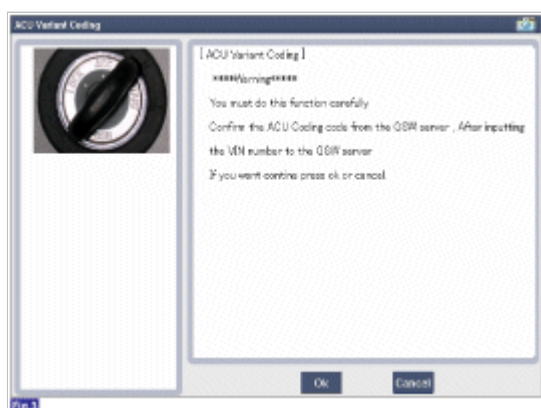 ACU Variant Coding
[ ACU Variant Coding ]
*****Warning*****
You must do this function carefully
Confirm the ACU Coding code from the GSW server , After inputting
the VIN number to the GSW server
If you want contine press ok or cancel
Ok
Cancel
Fig 3